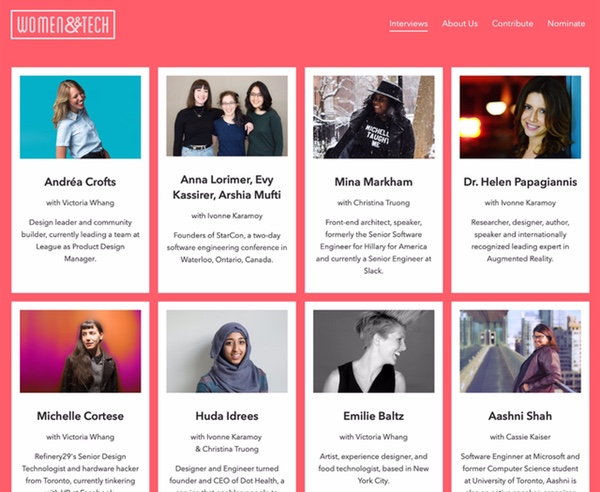 WOMEN&&TECH
Interviews
About Us
Contribute
Nominate
Andréa Crofts
with Victoria Whang
Design leader and community
builder, currently leading a team at
League as Product Design
Manager.
Anna Lorimer, Evy
Kassirer, Arshia Mufti
with Ivonne Karamoy
Founders of StarCon, a two-day
software engineering conference in
Waterloo, Ontario, Canada.
MICHELLE
TAUGHT
ME.
Mina Markham
with Christina Truong
Front-end architect, speaker,
formerly the Senior Software
Engineer for Hillary for America
and currently a Senior Engineer at
Slack.
Dr. Helen Papagiannis
with Ivonne Karamoy
Researcher, designer, author,
speaker and internationally
recognized leading expert in
Augmented Reality.
Michelle Cortese
with Victoria Whang
Refinery29's Senior Design
Technologist and hardware hacker
from Toronto, currently tinkering
Huda Idrees
with Ivonne Karamoy
& Christina Truong
Designer and Engineer turned
founder and CEO of Dot Health, a
Emilie Baltz
with Victoria Whang
Artist, experience designer, and
food technologist, based in New
York City.
Aashni Shah
with Cassie Kaiser
Software Enginner at Microsoft and
former Computer Science student
at University of Toronto, Aashni is